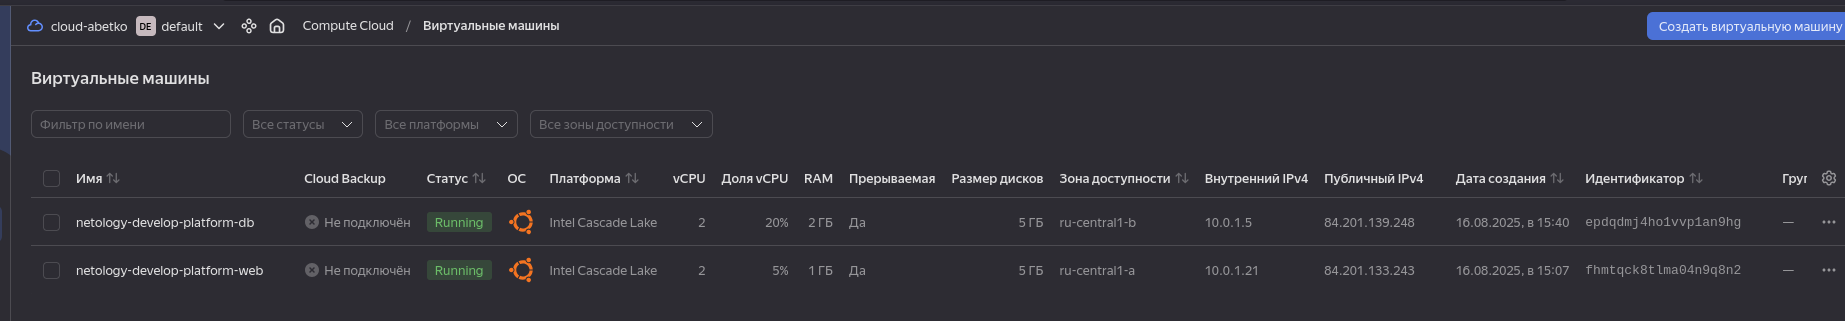 cloud-abetko DE default Compute Cloud / Виртуальные машины Создать виртуальную машину
Виртуальные машины
Фильтр по имени Все статусы Все платформы Все зоны доступности
Имя Cloud Backup Статус ОС Платформа vCPU Доля vCPU RAM Прерываемая Размер дисков Зона доступности Внутренний IPv4 Публичный IPv4 Дата создания Идентификатор Груг
netology-develop-platform-db Не подключён Running Intel Cascade Lake 2 20% 2 ГБ Да 5 ГБ ru-central1-b 10.0.1.5 84.201.139.248 16.08.2025, в 15:40 epdqdmj4ho1vvp1an9hg —
netology-develop-platform-web Не подключён Running Intel Cascade Lake 2 5% 1 ГБ Да 5 ГБ ru-central1-a 10.0.1.21 84.201.133.243 16.08.2025, в 15:07 fhmtqck8tlma04n9q8n2 —